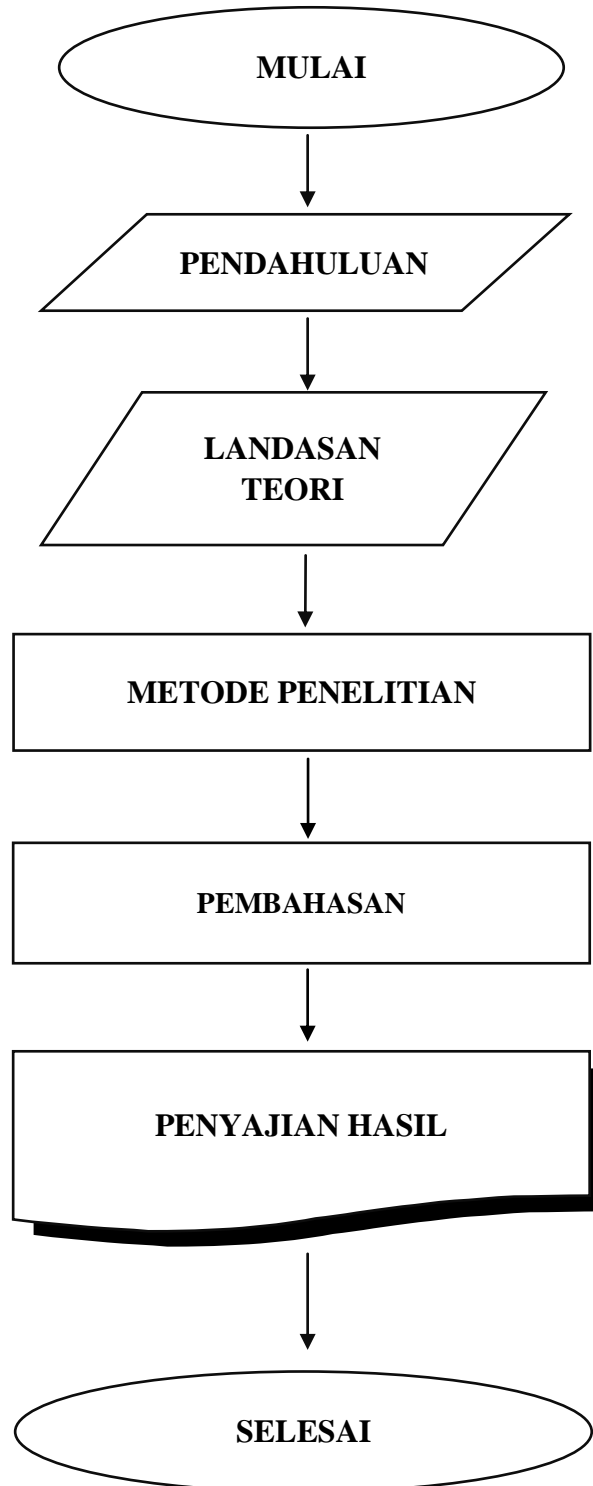 MULAI
PENDAHULUAN
LANDASAN
TEORI
METODE PENELITIAN
PEMBAHASAN
PENYAJIAN HASIL
SELESAI